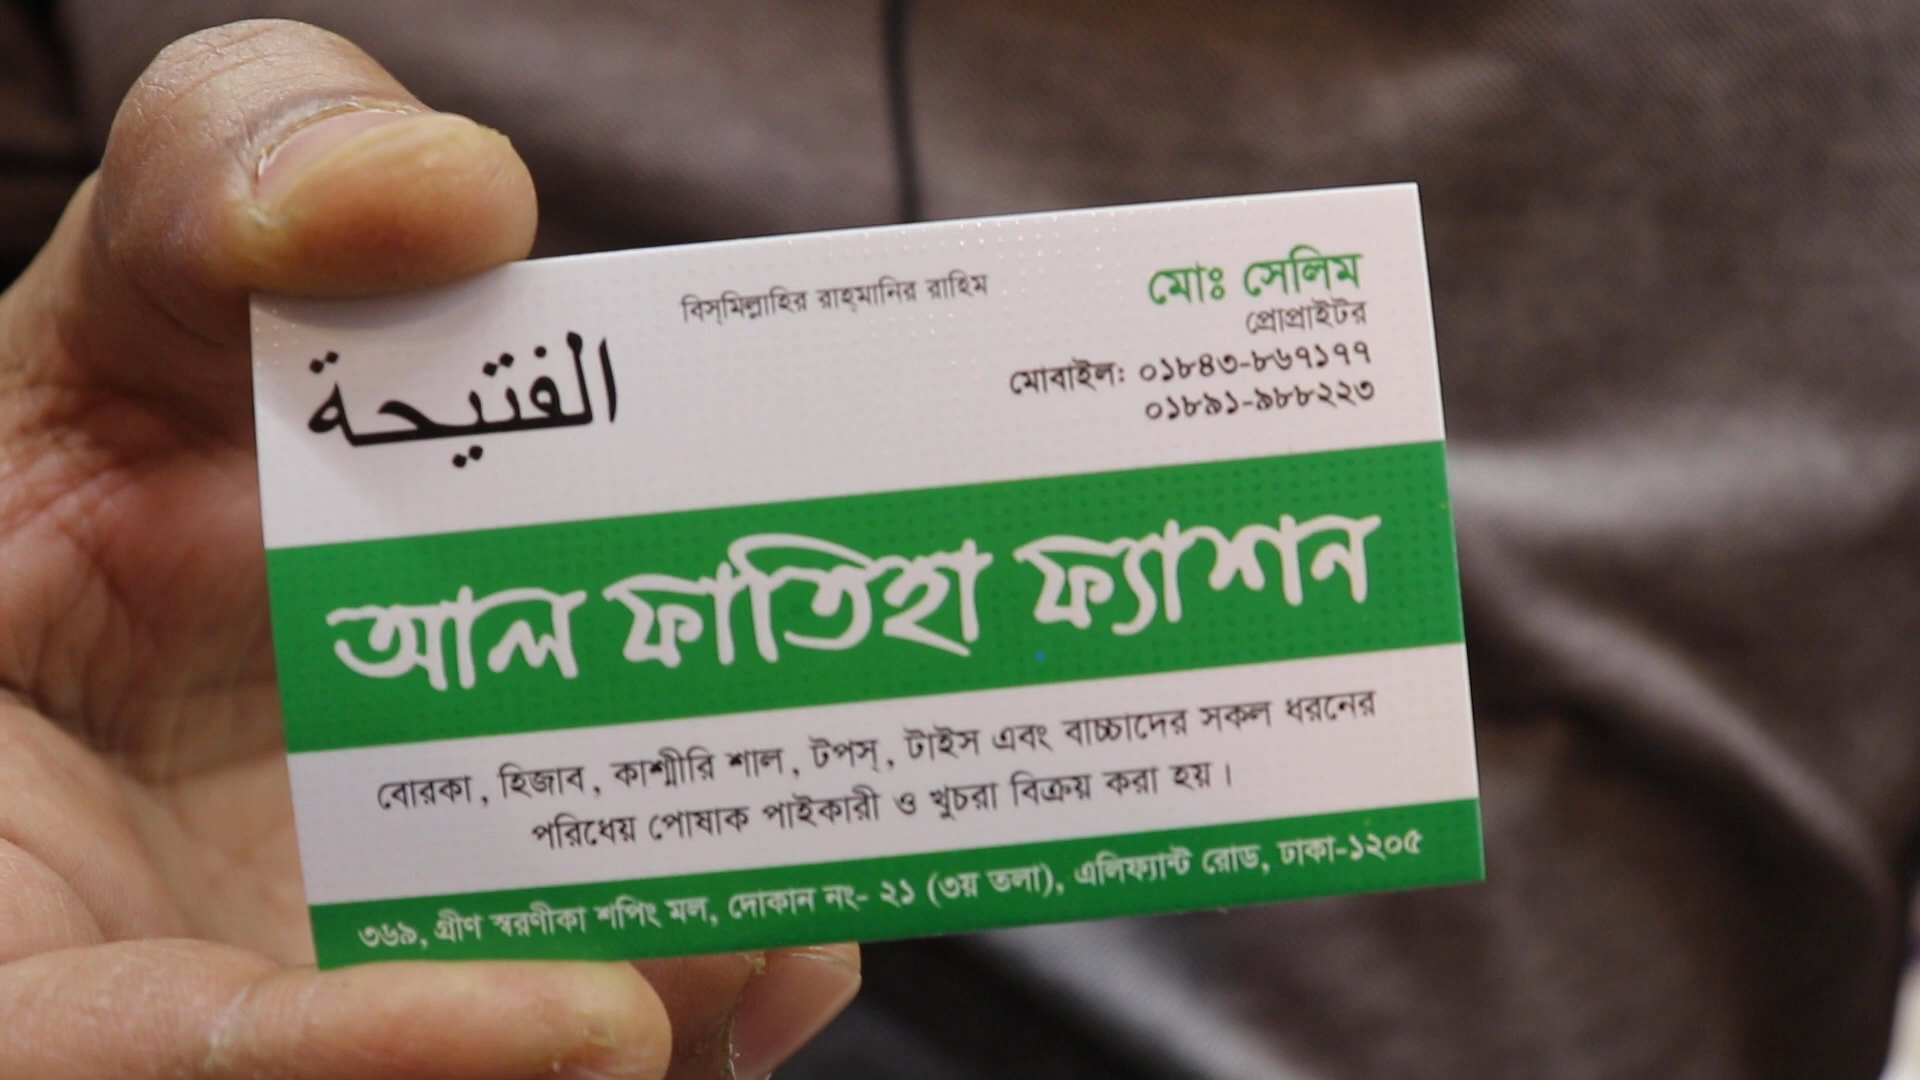 বিস্‌মিল্লাহির রাহ্‌মানির রাহিম
الفتيحة
মোঃ সেলিম
প্রোপ্রাইটর
মোবাইল: ০১৮৪৩-৮৬৭১৭৭
০১৮৯১-৯৮৮২২৩
আল ফাতিহা ফ্যাশন
বোরকা, হিজাব, কাশ্মীরি শাল, টপস্, টাইস এবং বাচ্চাদের সকল ধরনের
পরিধেয় পোষাক পাইকারী ও খুচরা বিক্রয় করা হয়।
৩৬৯, গ্রীণ স্বরণীকা শপিং মল, দোকান নং- ২১ (৩য় তলা), এলিফ্যান্ট রোড, ঢাকা-১২০৫